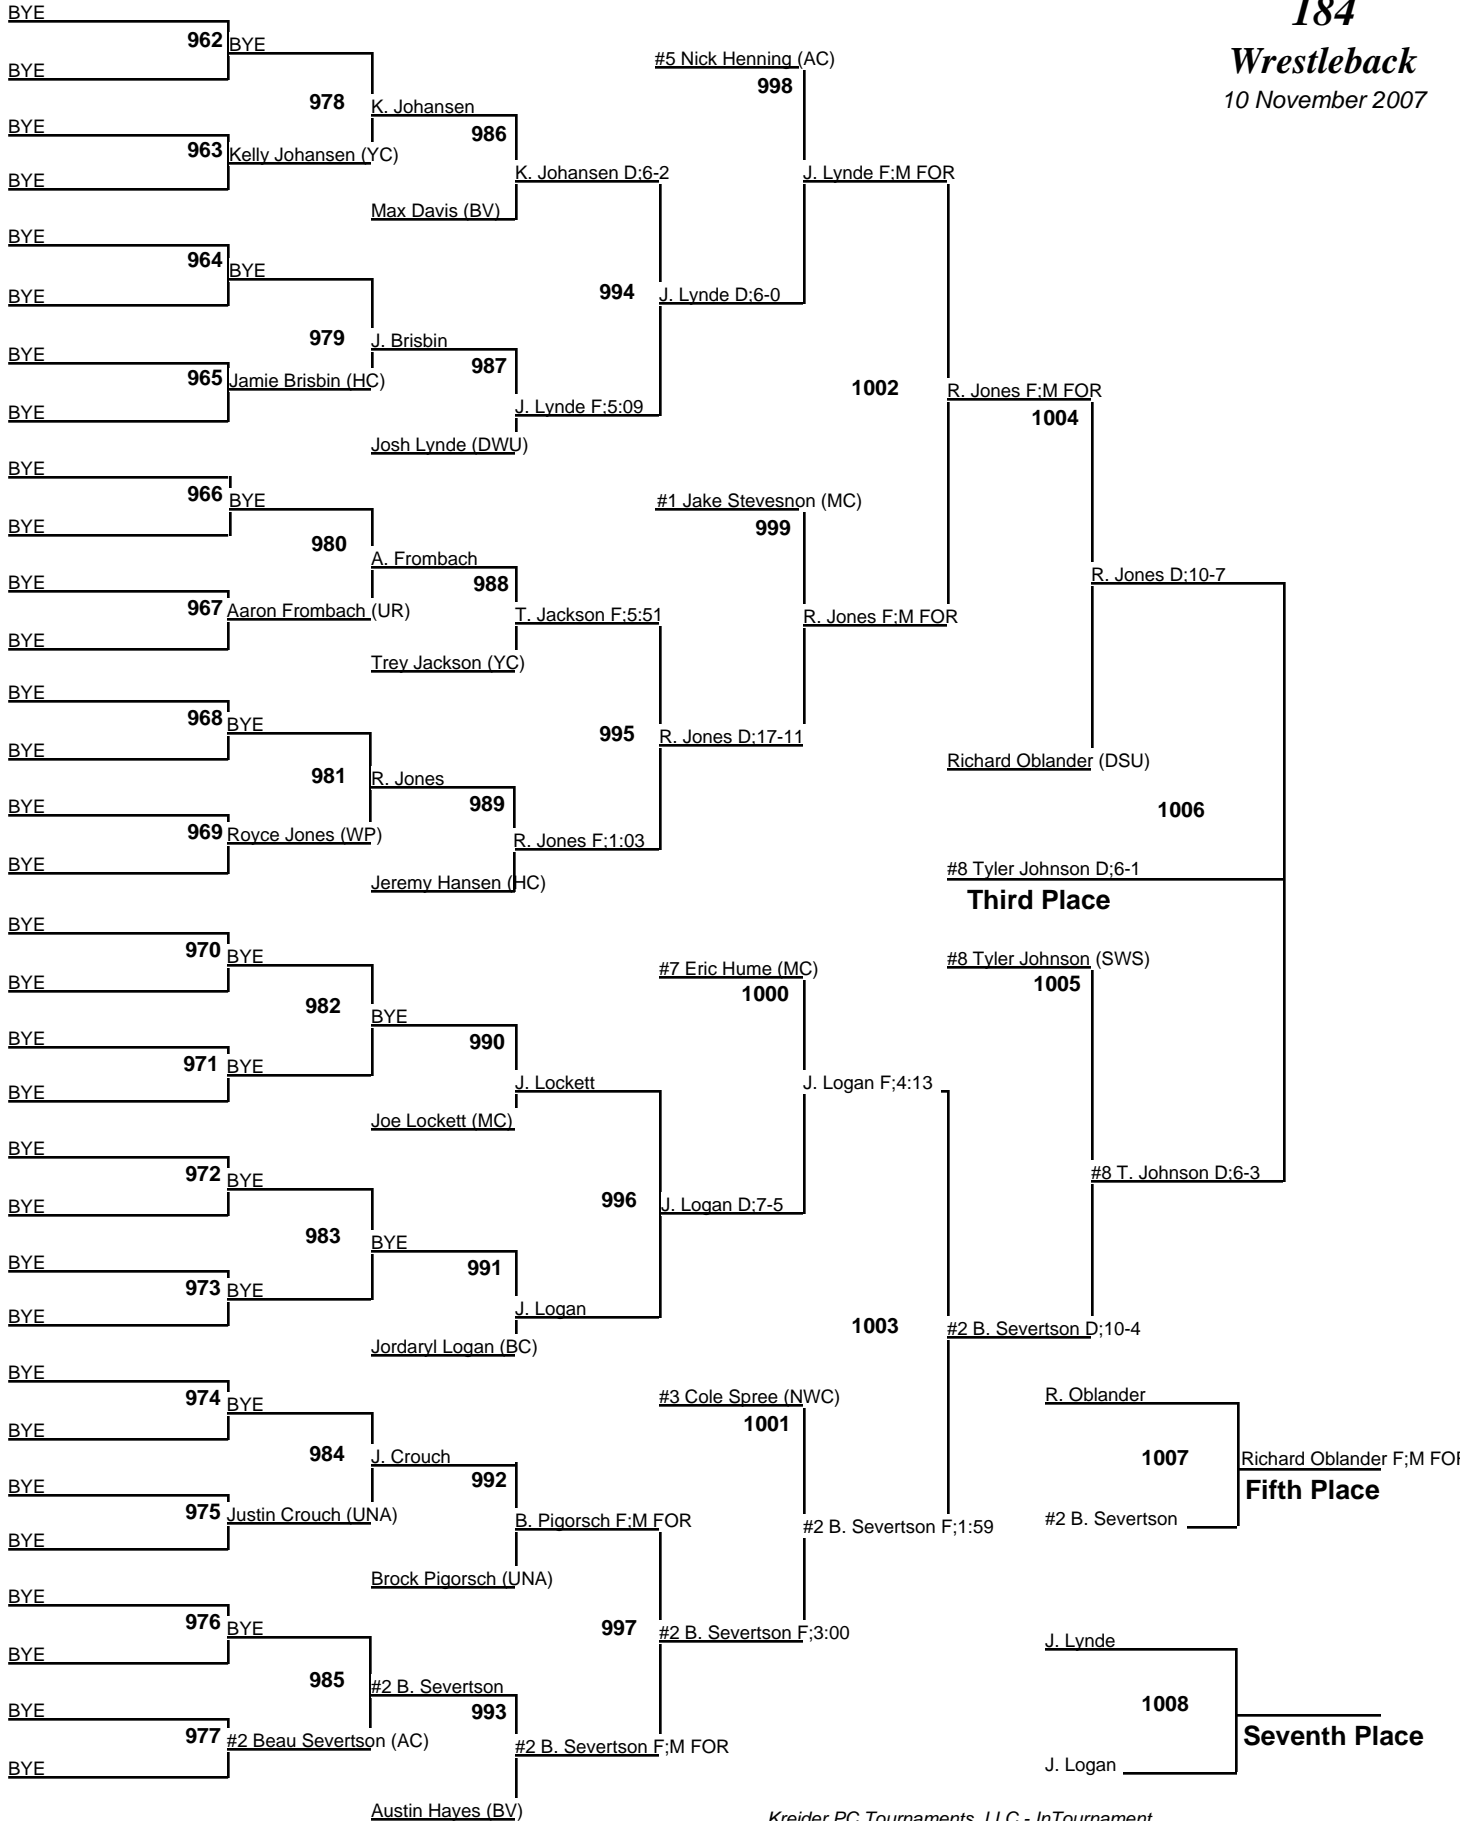 184
Wrestleback
10 November 2007
BYE
962 BYE
BYE
978 K. Johansen
BYE
963 Kelly Johansen (YC)
BYE
986 K. Johansen D;6-2
Max Davis (BV)
BYE
964 BYE
BYE
979 J. Brisbin
BYE
965 Jamie Brisbin (HC)
BYE
987 J. Lynde F;5:09
Josh Lynde (DWU)
994 J. Lynde D;6-0
#5 Nick Henning (AC)
998 J. Lynde F;M FOR
BYE
966 BYE
BYE
980 A. Frombach
BYE
967 Aaron Frombach (UR)
BYE
988 T. Jackson F;5:51
Trey Jackson (YC)
BYE
968 BYE
BYE
981 R. Jones
BYE
969 Royce Jones (WP)
BYE
989 R. Jones F;1:03
Jeremy Hansen (HC)
995 R. Jones D;17-11
#1 Jake Stevesnon (MC)
999 R. Jones F;M FOR
1002 R. Jones F;M FOR
1004 R. Jones D;10-7
Richard Oblander (DSU)
1006
#8 Tyler Johnson D;6-1
Third Place
BYE
970 BYE
BYE
982 BYE
BYE
971 BYE
BYE
990 J. Lockett
Joe Lockett (MC)
BYE
972 BYE
BYE
983 BYE
BYE
973 BYE
BYE
991 J. Logan
Jordaryl Logan (BC)
996 J. Logan D;7-5
#7 Eric Hume (MC)
1000 J. Logan F;4:13
#8 Tyler Johnson (SWS)
1005 #8 T. Johnson D;6-3
1003 #2 B. Severtson D;10-4
BYE
974 BYE
BYE
984 J. Crouch
BYE
975 Justin Crouch (UNA)
BYE
992 B. Pigorsch F;M FOR
Brock Pigorsch (UNA)
BYE
976 BYE
BYE
985 #2 B. Severtson
BYE
977 #2 Beau Severtson (AC)
BYE
993 #2 B. Severtson F;M FOR
Austin Hayes (BV)
997 #2 B. Severtson F;3:00
#3 Cole Spree (NWC)
1001 #2 B. Severtson F;1:59
R. Oblander
1007 Richard Oblander F;M FOR
Fifth Place
#2 B. Severtson
J. Lynde
1008
Seventh Place
J. Logan
Kreider PC Tournaments, LLC - InTournament